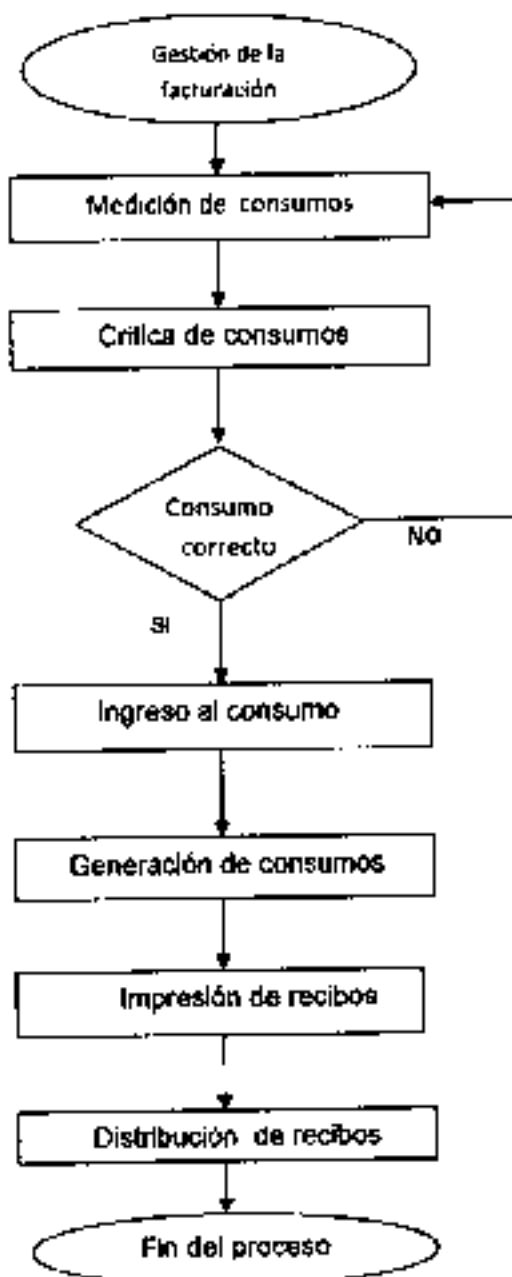 Gestión de la
facturación
Medición de consumos
Critica de consumos
Consumo
correcto
NO
SI
Ingreso al consumo
Generación de consumos
Impresión de recibos
Distribución de recibos
Fin del proceso